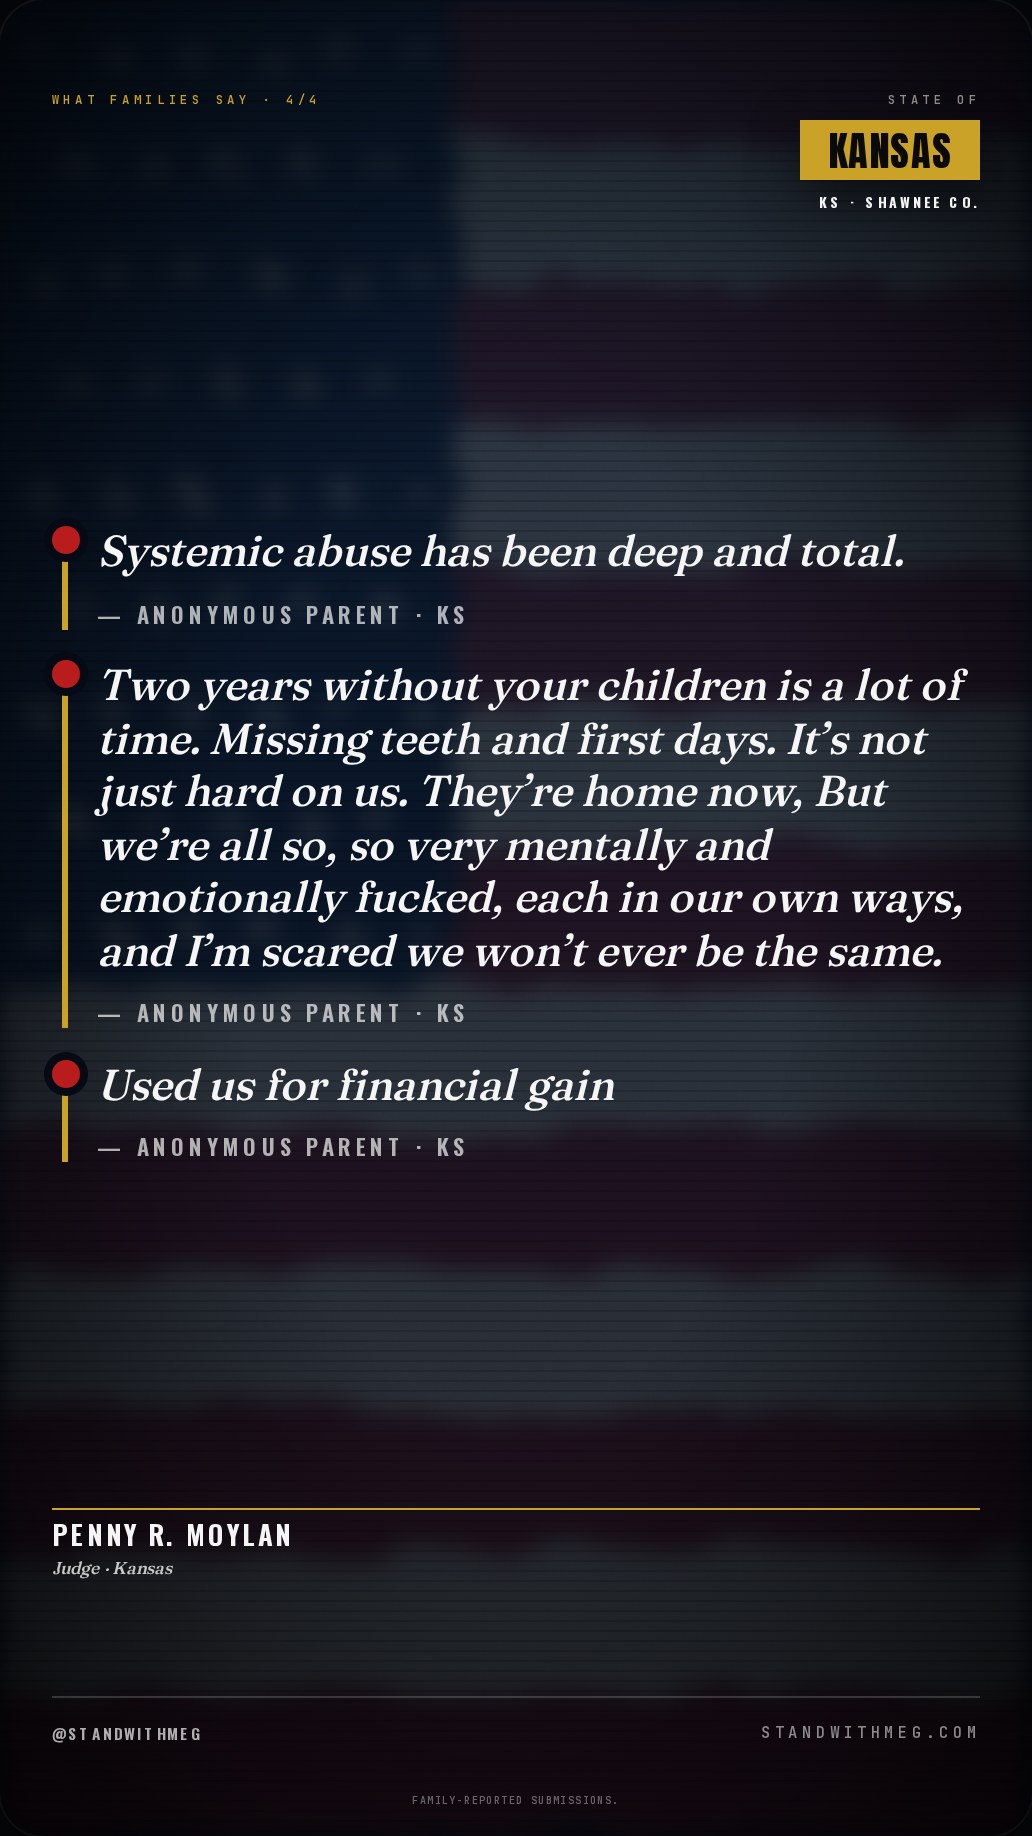 WHAT FAMILIES SAY · 4/4
STATE OF
KANSAS
KS · SHAWNEE CO.
Systemic abuse has been deep and total.
— ANONYMOUS PARENT · KS
Two years without your children is a lot of
time. Missing teeth and first days. It’s not
just hard on us. They’re home now, But
we’re all so, so very mentally and
emotionally fucked, each in our own ways,
and I’m scared we won’t ever be the same.
— ANONYMOUS PARENT · KS
Used us for financial gain
— ANONYMOUS PARENT · KS
PENNY R. MOYLAN
Judge · Kansas
@STANDWITHMEG
STANDWITHMEG.COM
FAMILY-REPORTED SUBMISSIONS.